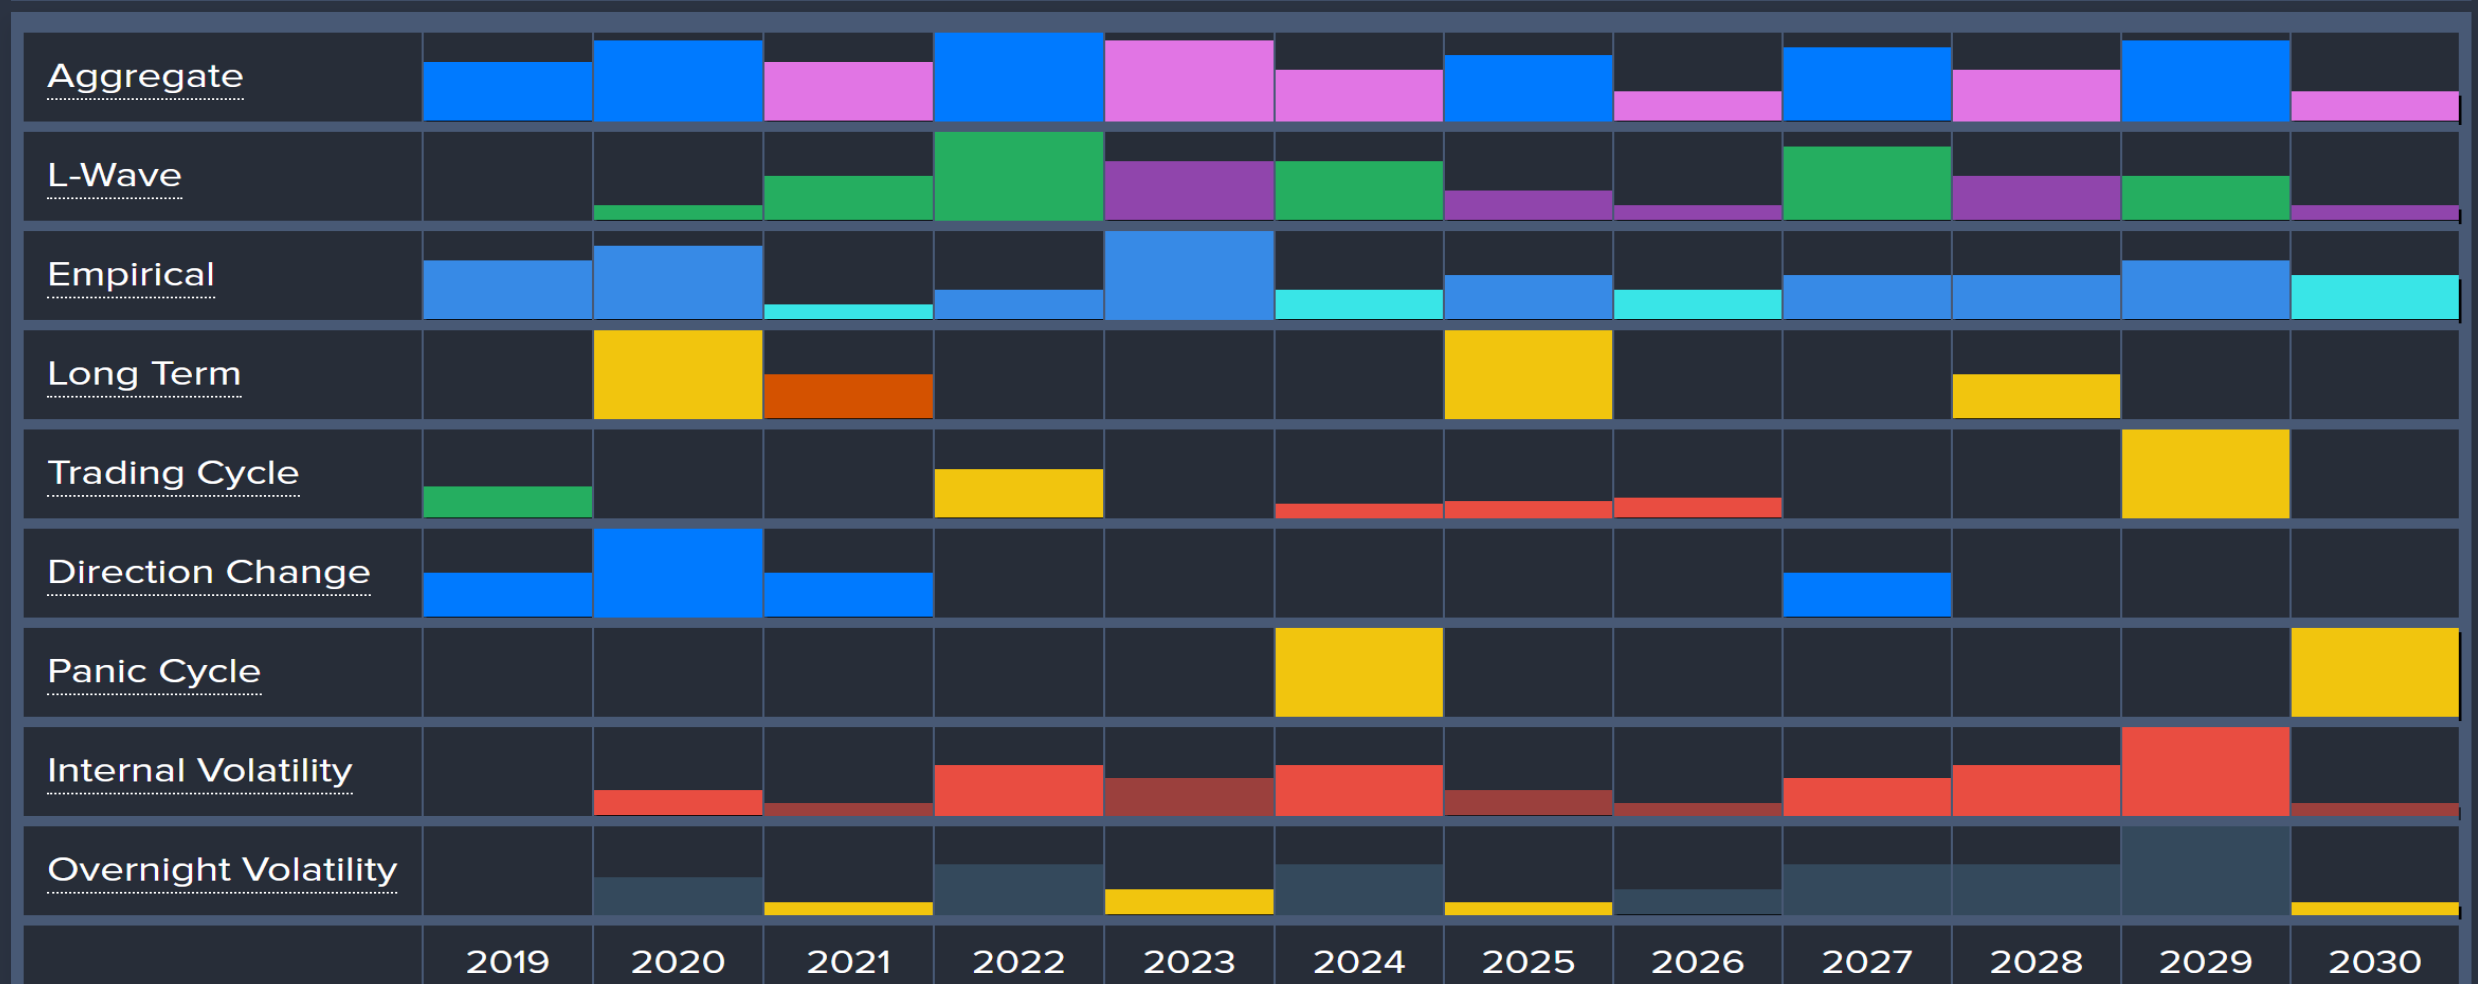 Aggregate
L-Wave
Empirical
Long Term
Trading Cycle
Direction Change
Panic Cycle
Internal Volatility
Overnight Volatility
2019 2020 2021 2022 2023 2024 2025 2026 2027 2028 2029 2030